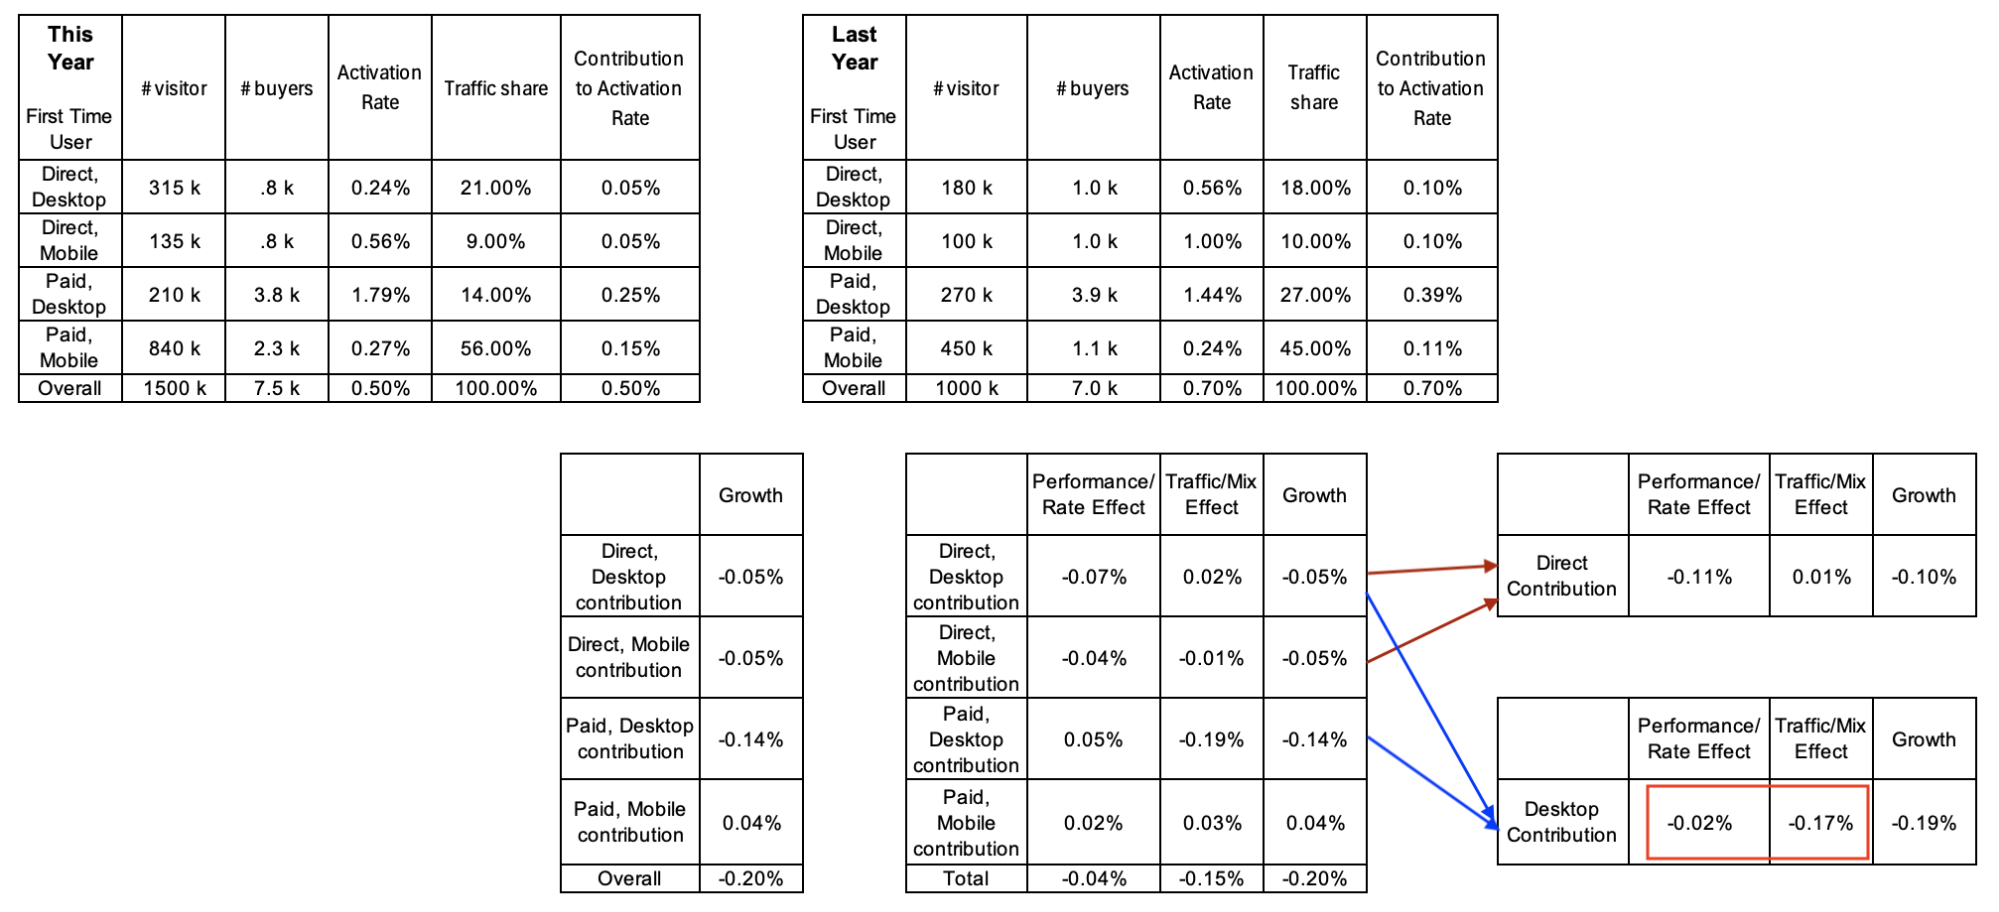 This Year First Time User | # visitor | # buyers | Activation Rate | Traffic share | Contribution to Activation Rate
Direct, Desktop | 315 k | .8 k | 0.24% | 21.00% | 0.05%
Direct, Mobile | 135 k | .8 k | 0.56% | 9.00% | 0.05%
Paid, Desktop | 210 k | 3.8 k | 1.79% | 14.00% | 0.25%
Paid, Mobile | 840 k | 2.3 k | 0.27% | 56.00% | 0.15%
Overall | 1500 k | 7.5 k | 0.50% | 100.00% | 0.50%
Last Year First Time User | # visitor | # buyers | Activation Rate | Traffic share | Contribution to Activation Rate
Direct, Desktop | 180 k | 1.0 k | 0.56% | 18.00% | 0.10%
Direct, Mobile | 100 k | 1.0 k | 1.00% | 10.00% | 0.10%
Paid, Desktop | 270 k | 3.9 k | 1.44% | 27.00% | 0.39%
Paid, Mobile | 450 k | 1.1 k | 0.24% | 45.00% | 0.11%
Overall | 1000 k | 7.0 k | 0.70% | 100.00% | 0.70%
Growth
Direct, Desktop contribution | -0.05%
Direct, Mobile contribution | -0.05%
Paid, Desktop contribution | -0.14%
Paid, Mobile contribution | 0.04%
Overall | -0.20%
Performance/ Rate Effect | Traffic/Mix Effect | Growth
Direct, Desktop contribution | -0.07% | 0.02% | -0.05%
Direct, Mobile contribution | -0.04% | -0.01% | -0.05%
Paid, Desktop contribution | 0.05% | -0.19% | -0.14%
Paid, Mobile contribution | 0.02% | 0.03% | 0.04%
Total | -0.04% | -0.15% | -0.20%
Performance/ Rate Effect | Traffic/Mix Effect | Growth
Direct Contribution | -0.11% | 0.01% | -0.10%
Performance/ Rate Effect | Traffic/Mix Effect | Growth
Desktop Contribution | -0.02% | -0.17% | -0.19%